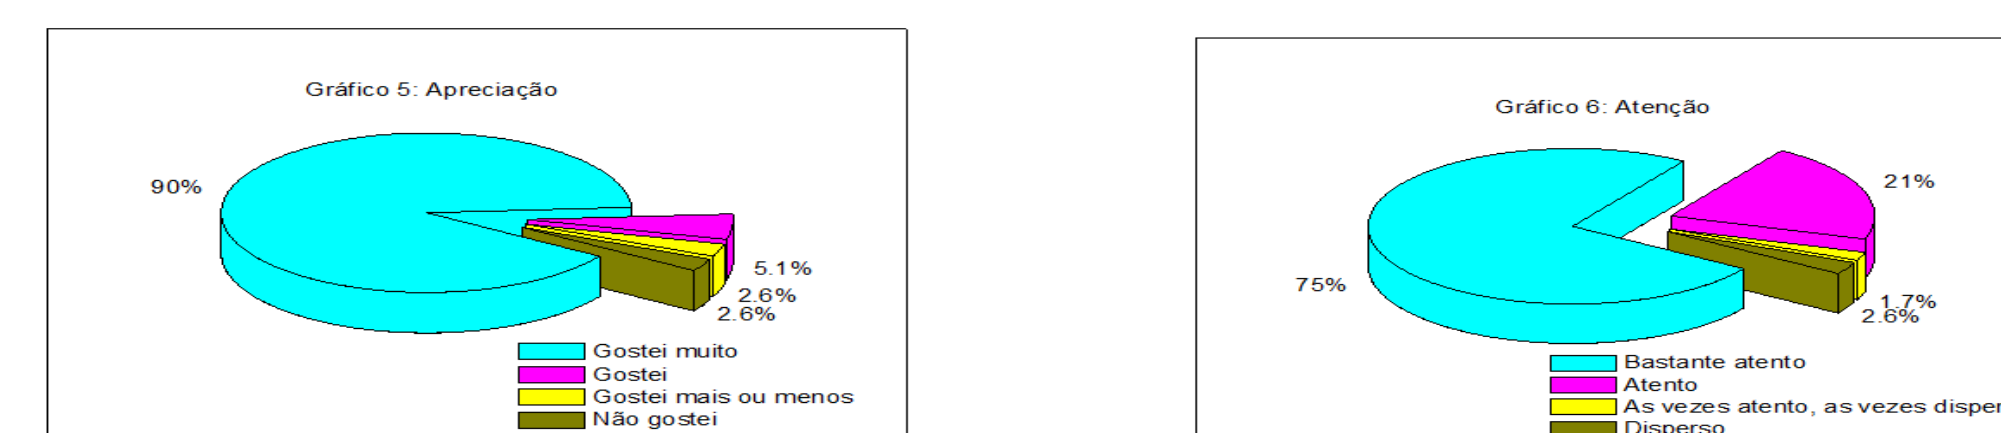 Gráfico 5: Apreciação
90%
5.1%
2.6%
2.6%
Gostei muito
Gostei
Gostei mais ou menos
Não gostei
Gráfico 6: Atenção
21%
75%
1.7%
2.6%
Bastante atento
Atento
As vezes atento, as vezes disper
Disperso